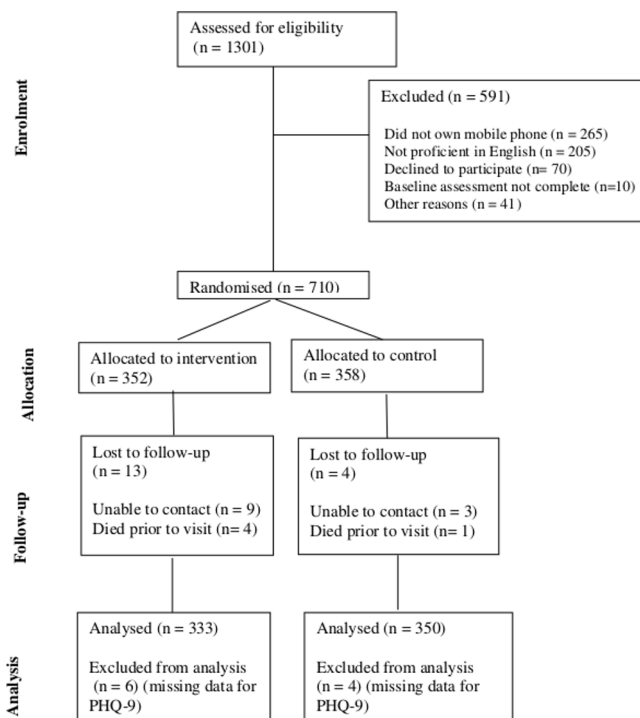 Assessed for eligibility
(n = 1301)
Enrolment
Excluded (n = 591)
Did not own mobile phone (n = 265)
Not proficient in English (n = 205)
Declined to participate (n= 70)
Baseline assessment not complete (n=10)
Other reasons (n = 41)
Randomised (n = 710)
Allocation
Allocated to intervention
(n = 352)
Allocated to control
(n = 358)
Follow-up
Lost to follow-up
(n = 13)
Unable to contact (n = 9)
Died prior to visit (n= 4)
Lost to follow-up
(n = 4)
Unable to contact (n = 3)
Died prior to visit (n= 1)
Analysis
Analysed (n = 333)
Excluded from analysis
(n = 6) (missing data for
PHQ-9)
Analysed (n = 350)
Excluded from analysis
(n = 4) (missing data for
PHQ-9)